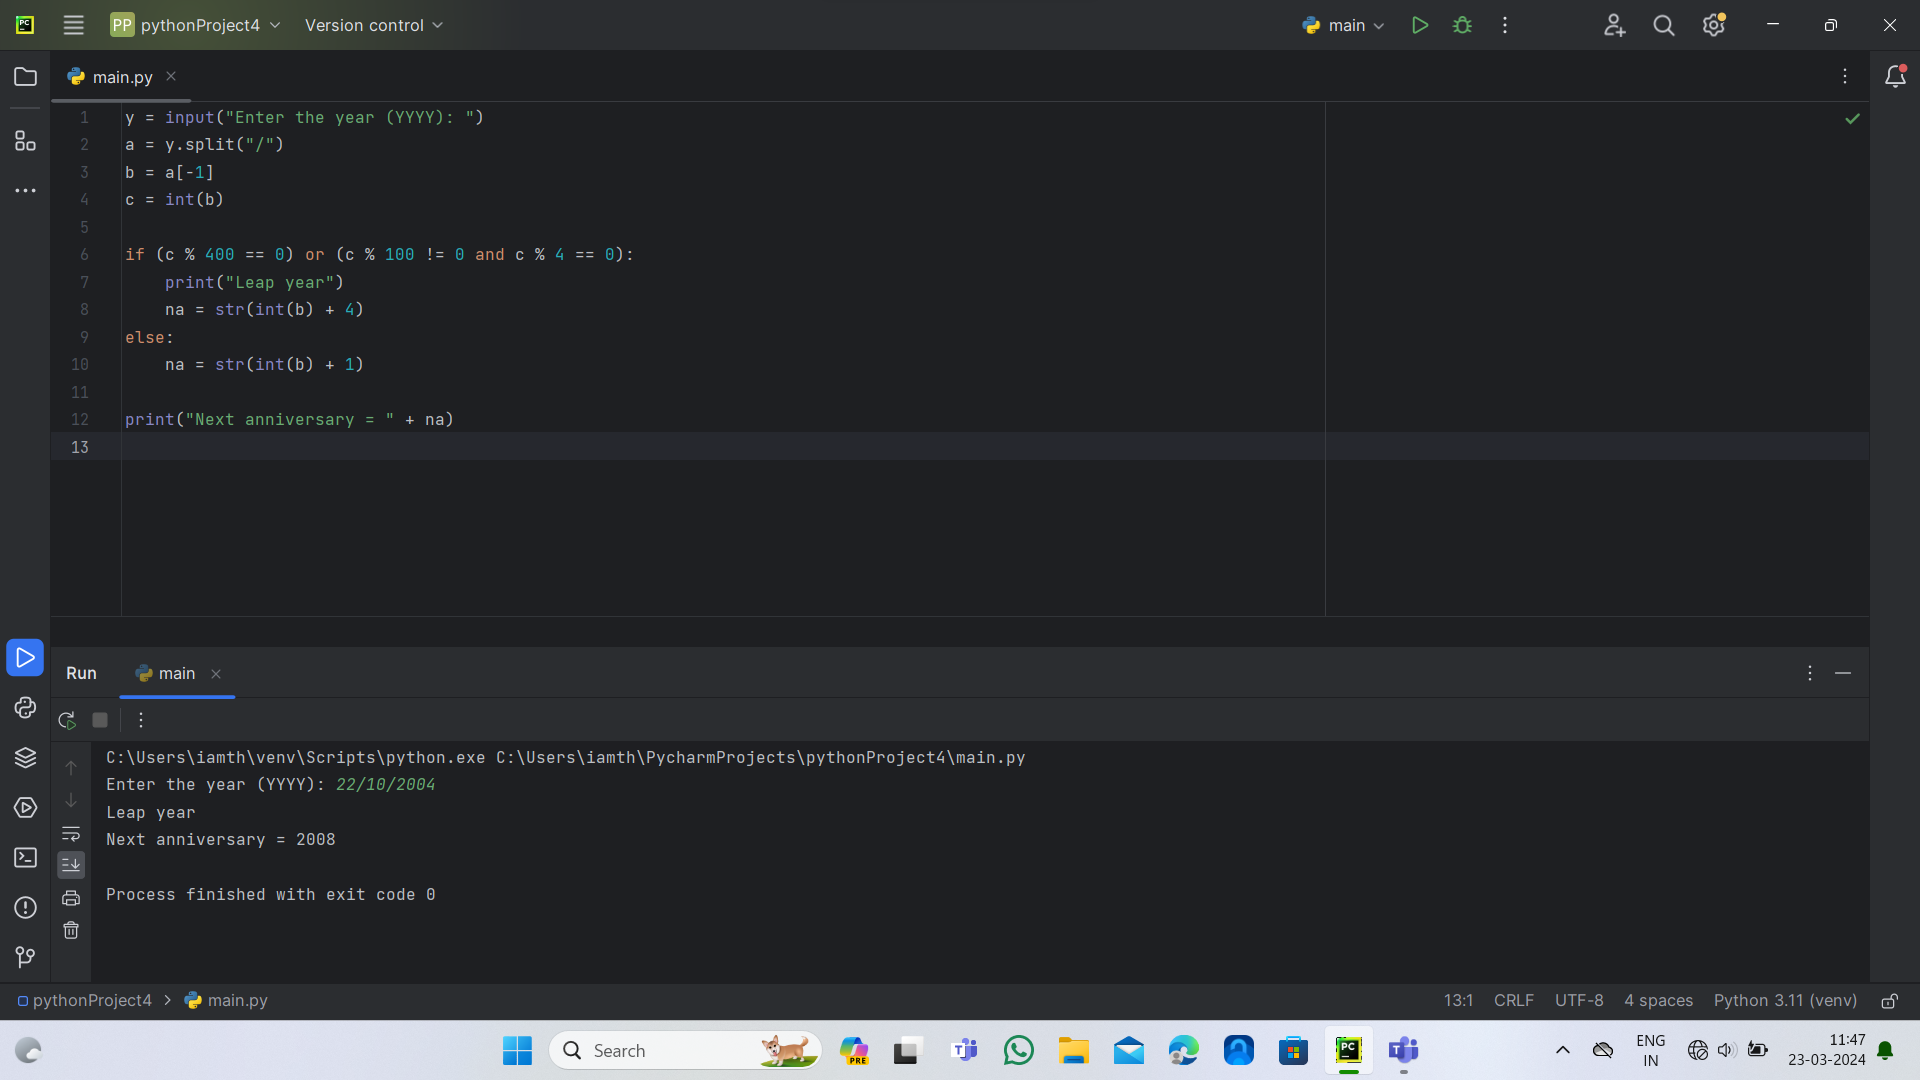 PC
PP pythonProject4
Version control
main
main.py
1 y = input("Enter the year (YYYY): ")
2 a = y.split("/")
3 b = a[-1]
4 c = int(b)
5
6 if (c % 400 == 0) or (c % 100 != 0 and c % 4 == 0):
7 print("Leap year")
8 na = str(int(b) + 4)
9 else:
10 na = str(int(b) + 1)
11
12 print("Next anniversary = " + na)
13
Run main
C:\Users\iamth\venv\Scripts\python.exe C:\Users\iamth\PycharmProjects\pythonProject4\main.py
Enter the year (YYYY): 22/10/2004
Leap year
Next anniversary = 2008
Process finished with exit code 0
pythonProject4 > main.py
13:1 CRLF UTF-8 4 spaces Python 3.11 (venv)
Search
PRE
PC
ENG
IN
11:47
23-03-2024